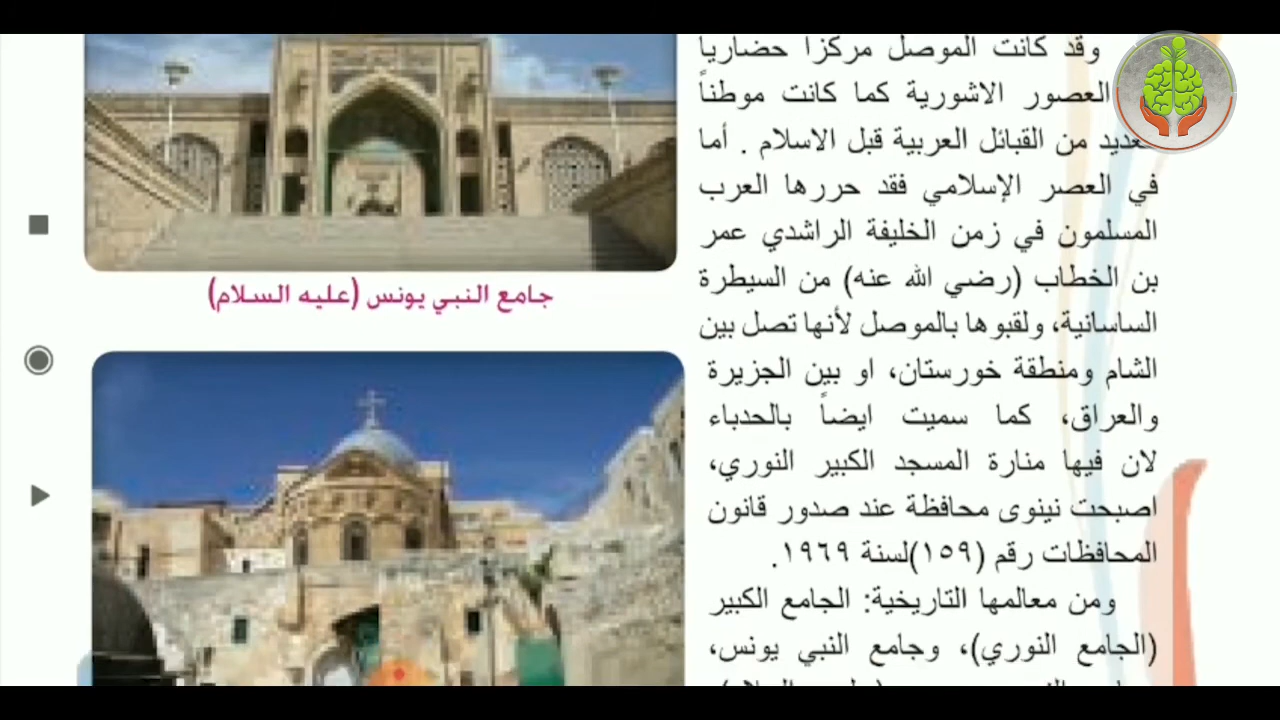 وقد كانت الموصل مركزا حضاريا
العصور الاشورية كما كانت موطناً
من القبائل العربية قبل الاسلام . أما
في العصر الإسلامي فقد حررها العرب
المسلمون في زمن الخليفة الراشدي عمر
بن الخطاب (رضي الله عنه) من السيطرة
الساسانية، ولقبوها بالموصل لأنها تصل بين
الشام ومنطقة خورستان، او بين الجزيرة
والعراق، كما سميت ايضاً بالحدباء
لان فيها منارة المسجد الكبير النوري،
اصبحت نينوى محافظة عند صدور قانون
المحافظات رقم (١٥٩)لسنة ١٩٦٩.
ومن معالمها التاريخية: الجامع الكبير
(الجامع النوري)، وجامع النبي يونس،
جامع النبي يونس (عليه السلام)